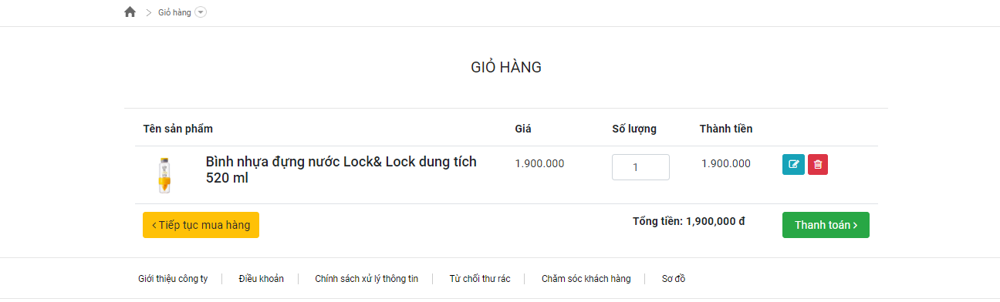 Giỏ hàng
GIỎ HÀNG
Tên sản phẩm Giá Số lượng Thành tiền
Bình nhựa đựng nước Lock& Lock dung tích 1.900.000 1 1.900.000
520 ml
Tiếp tục mua hàng Tổng tiền: 1,900,000 đ Thanh toán
Giới thiệu công ty Điều khoản Chính sách xử lý thông tin Từ chối thư rác Chăm sóc khách hàng Sơ đồ